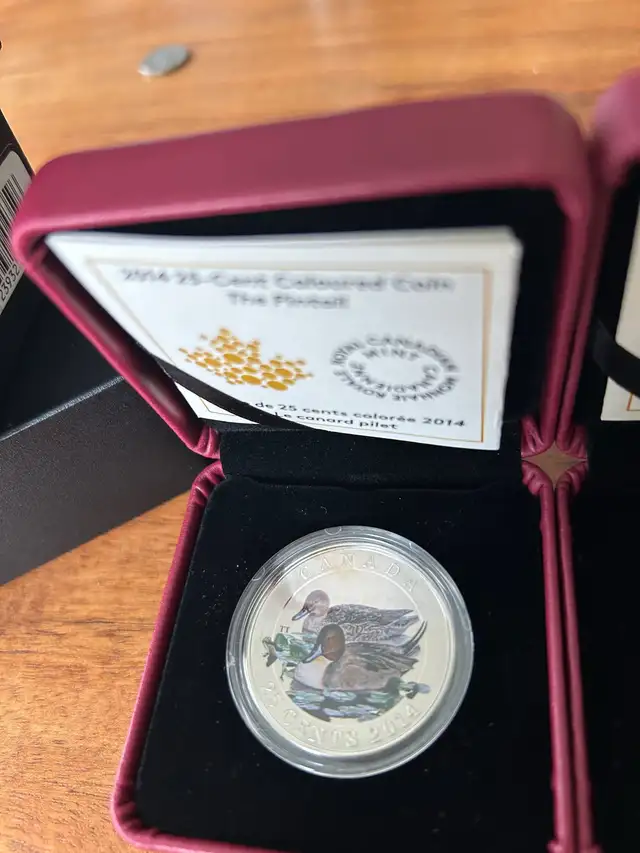 2014 25-Cent Coloured Coin
The Pintail
ROYAL CANADIAN MINT
MONNAIE ROYALE CANADIENNE
de 25 cents colorée 2014
Le canard pilet
CANADA
TT
25 CENTS 2014